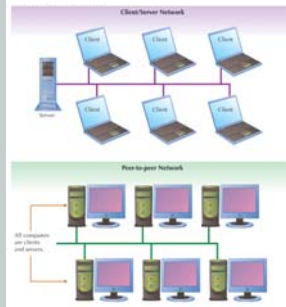 Client/Server Network
Client
Client
Client
Server
Client
Client
Client
Peer-to-peer Network
All computers
are clients
and servers.